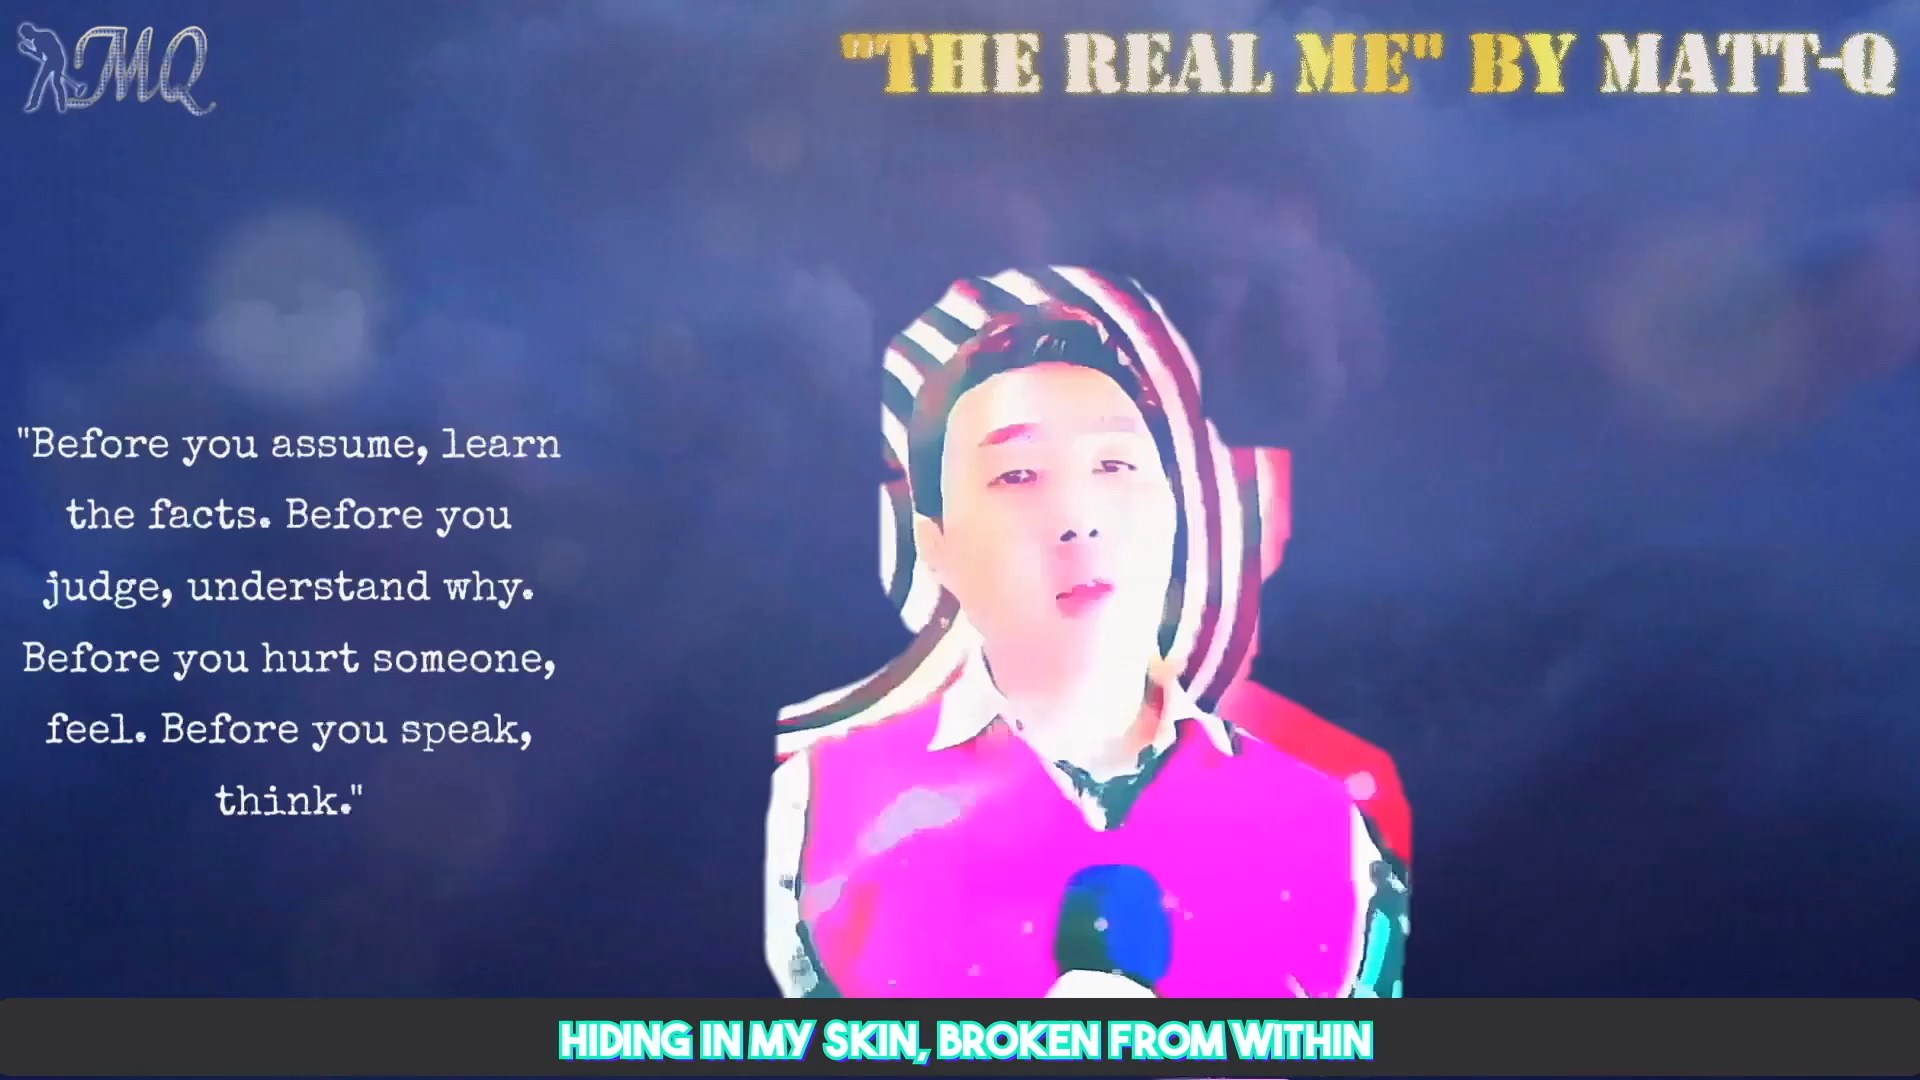 MQ
"THE REAL ME" BY MATT-Q
"Before you assume, learn
the facts. Before you
judge, understand why.
Before you hurt someone,
feel. Before you speak,
think."
HIDING IN MY SKIN, BROKEN FROM WITHIN